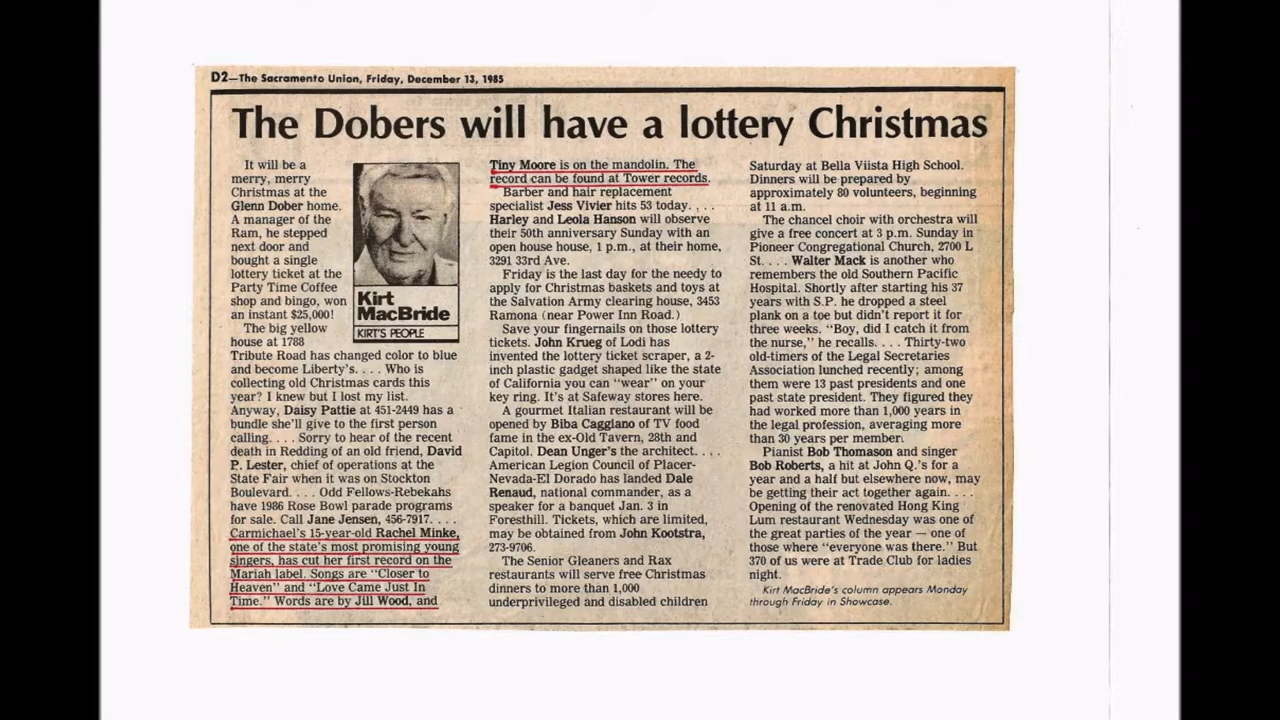 D2—The Sacramento Union, Friday, December 13, 1985
The Dobers will have a lottery Christmas
It will be a
merry, merry
Christmas at the
Glenn Dober home.
A manager of the
Ram, he stepped
next door and
bought a single
lottery ticket at the
Party Time Coffee
shop and bingo, won
an instant $25,000!
The big yellow
house at 1788
Kirt
MacBride
KIRT'S PEOPLE
Tribute Road has changed color to blue
and become Liberty's. . . . Who is
collecting old Christmas cards this
year? I knew but I lost my list.
Anyway, Daisy Pattie at 451-2449 has a
bundle she'll give to the first person
calling. . . . Sorry to hear of the recent
death in Redding of an old friend, David
P. Lester, chief of operations at the
State Fair when it was on Stockton
Boulevard. . . . Odd Fellows-Rebekahs
have 1986 Rose Bowl parade programs
for sale. Call Jane Jensen, 456-7917. . . .
Carmichael's 15-year-old Rachel Minke,
one of the state's most promising young
singers, has cut her first record on the
Mariah label. Songs are "Closer to
Heaven" and "Love Came Just In
Time." Words are by Jill Wood, and
Tiny Moore is on the mandolin. The
record can be found at Tower records.
Barber and hair replacement
specialist Jess Vivier hits 53 today. . . .
Harley and Leola Hanson will observe
their 50th anniversary Sunday with an
open house house, 1 p.m., at their home,
3291 33rd Ave.
Friday is the last day for the needy to
apply for Christmas baskets and toys at
the Salvation Army clearing house, 3453
Ramona (near Power Inn Road.)
Save your fingernails on those lottery
tickets. John Krueg of Lodi has
invented the lottery ticket scraper, a 2-
inch plastic gadget shaped like the state
of California you can "wear" on your
key ring. It's at Safeway stores here.
A gourmet Italian restaurant will be
opened by Biba Caggiano of TV food
fame in the ex-Old Tavern, 28th and
Capitol. Dean Unger's the architect. . . .
American Legion Council of Placer-
Nevada-El Dorado has landed Dale
Renaud, national commander, as a
speaker for a banquet Jan. 3 in
Foresthill. Tickets, which are limited,
may be obtained from John Kootstra,
273-9706.
The Senior Gleaners and Rax
restaurants will serve free Christmas
dinners to more than 1,000
underprivileged and disabled children
Saturday at Bella Viista High School.
Dinners will be prepared by
approximately 80 volunteers, beginning
at 11 a.m.
The chancel choir with orchestra will
give a free concert at 3 p.m. Sunday in
Pioneer Congregational Church, 2700 L
St. . . . Walter Mack is another who
remembers the old Southern Pacific
Hospital. Shortly after starting his 37
years with S.P. he dropped a steel
plank on a toe but didn't report it for
three weeks. "Boy, did I catch it from
the nurse," he recalls. . . . Thirty-two
old-timers of the Legal Secretaries
Association lunched recently; among
them were 13 past presidents and one
past state president. They figured they
had worked more than 1,000 years in
the legal profession, averaging more
than 30 years per member.
Pianist Bob Thomason and singer
Bob Roberts, a hit at John Q.'s for a
year and a half but elsewhere now, may
be getting their act together again. . . .
Opening of the renovated Hong King
Lum restaurant Wednesday was one of
the great parties of the year — one of
those where "everyone was there." But
370 of us were at Trade Club for ladies
night.
Kirt MacBride's column appears Monday
through Friday in Showcase.